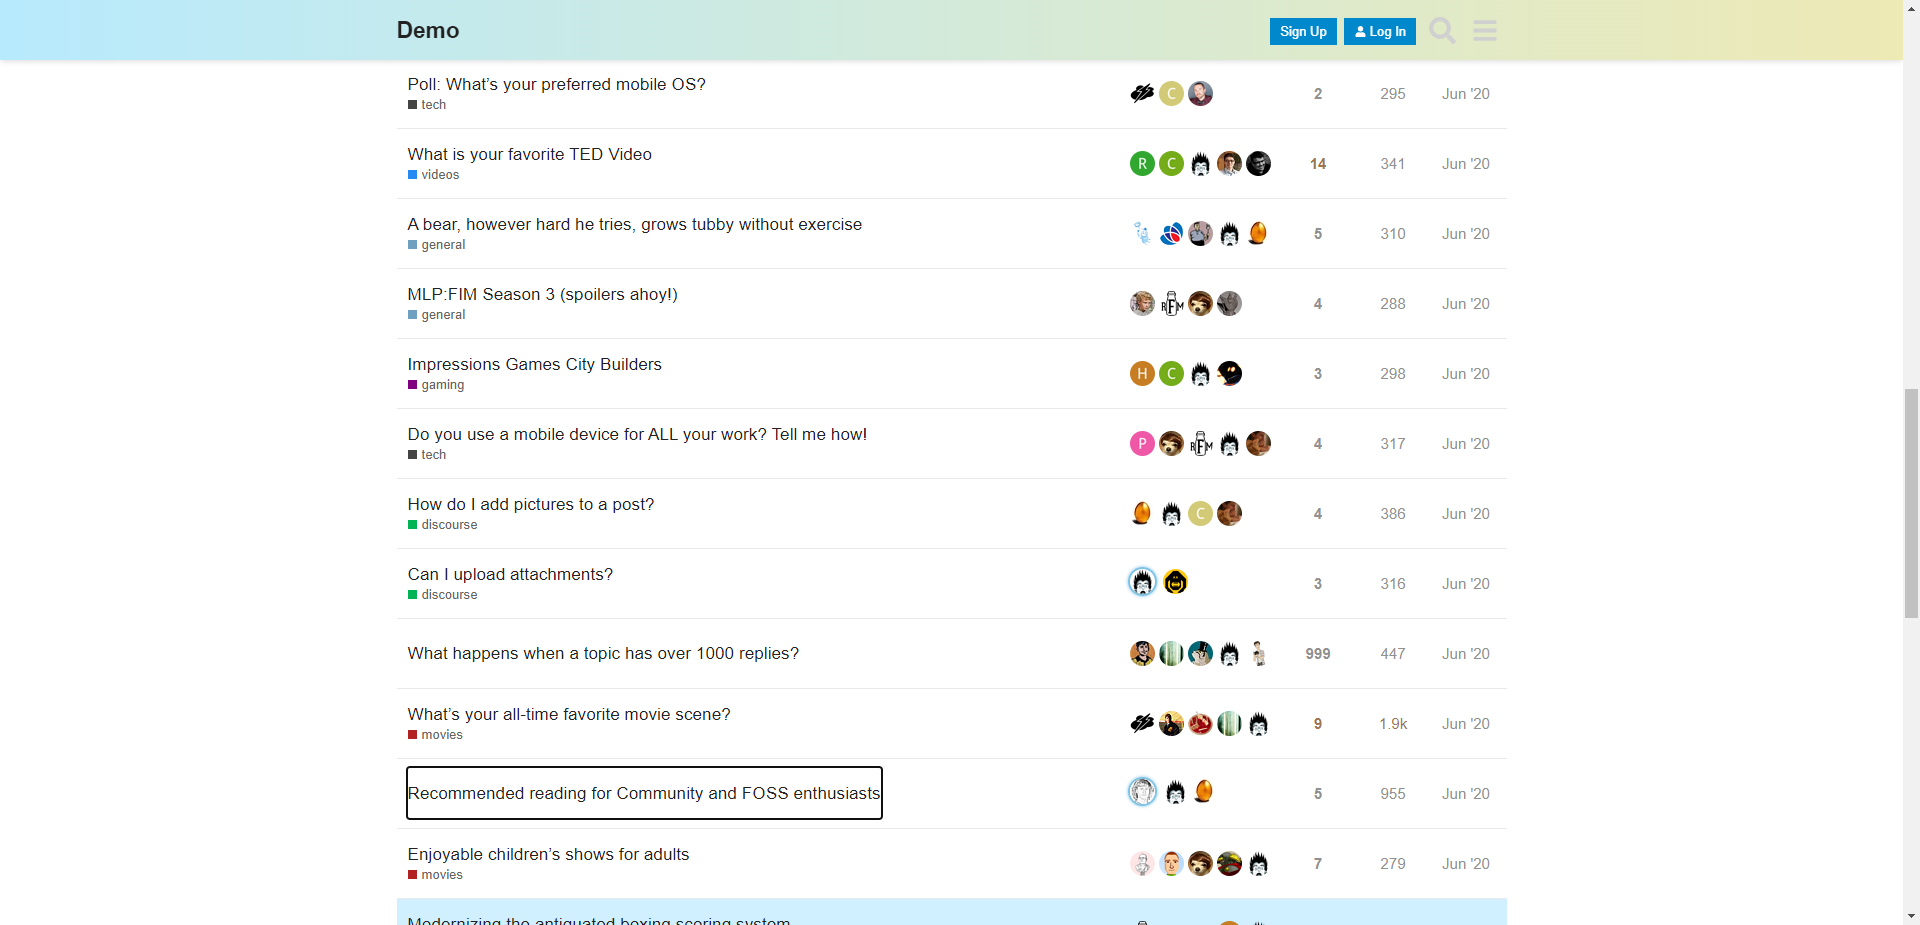 Demo
Sign Up
Log In
Poll: What’s your preferred mobile OS?
tech
C
2 295 Jun '20
What is your favorite TED Video
videos
R C
14 341 Jun '20
A bear, however hard he tries, grows tubby without exercise
general
5 310 Jun '20
MLP:FIM Season 3 (spoilers ahoy!)
general
RFM
4 288 Jun '20
Impressions Games City Builders
gaming
H C
3 298 Jun '20
Do you use a mobile device for ALL your work? Tell me how!
tech
P RFM
4 317 Jun '20
How do I add pictures to a post?
discourse
C
4 386 Jun '20
Can I upload attachments?
discourse
3 316 Jun '20
What happens when a topic has over 1000 replies?
999 447 Jun '20
What’s your all-time favorite movie scene?
movies
9 1.9k Jun '20
Recommended reading for Community and FOSS enthusiasts
5 955 Jun '20
Enjoyable children’s shows for adults
movies
7 279 Jun '20
Modernizing the antiquated boxing scoring system